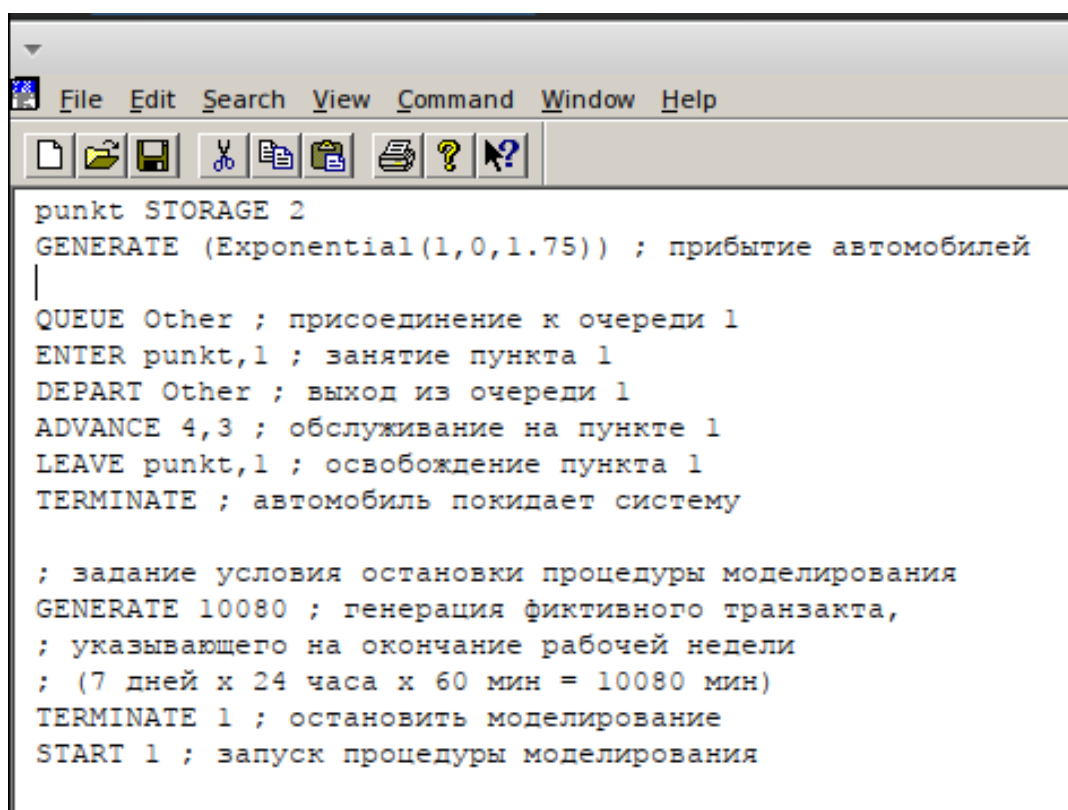 File Edit Search View Command Window Help
punkt STORAGE 2
GENERATE (Exponential(1,0,1.75)) ; прибытие автомобилей
QUEUE Other ; присоединение к очереди 1
ENTER punkt,1 ; занятие пункта 1
DEPART Other ; выход из очереди 1
ADVANCE 4,3 ; обслуживание на пункте 1
LEAVE punkt,1 ; освобождение пункта 1
TERMINATE ; автомобиль покидает систему
; задание условия остановки процедуры моделирования
GENERATE 10080 ; генерация фиктивного транзакта,
; указывающего на окончание рабочей недели
; (7 дней х 24 часа х 60 мин = 10080 мин)
TERMINATE 1 ; остановить моделирование
START 1 ; запуск процедуры моделирования